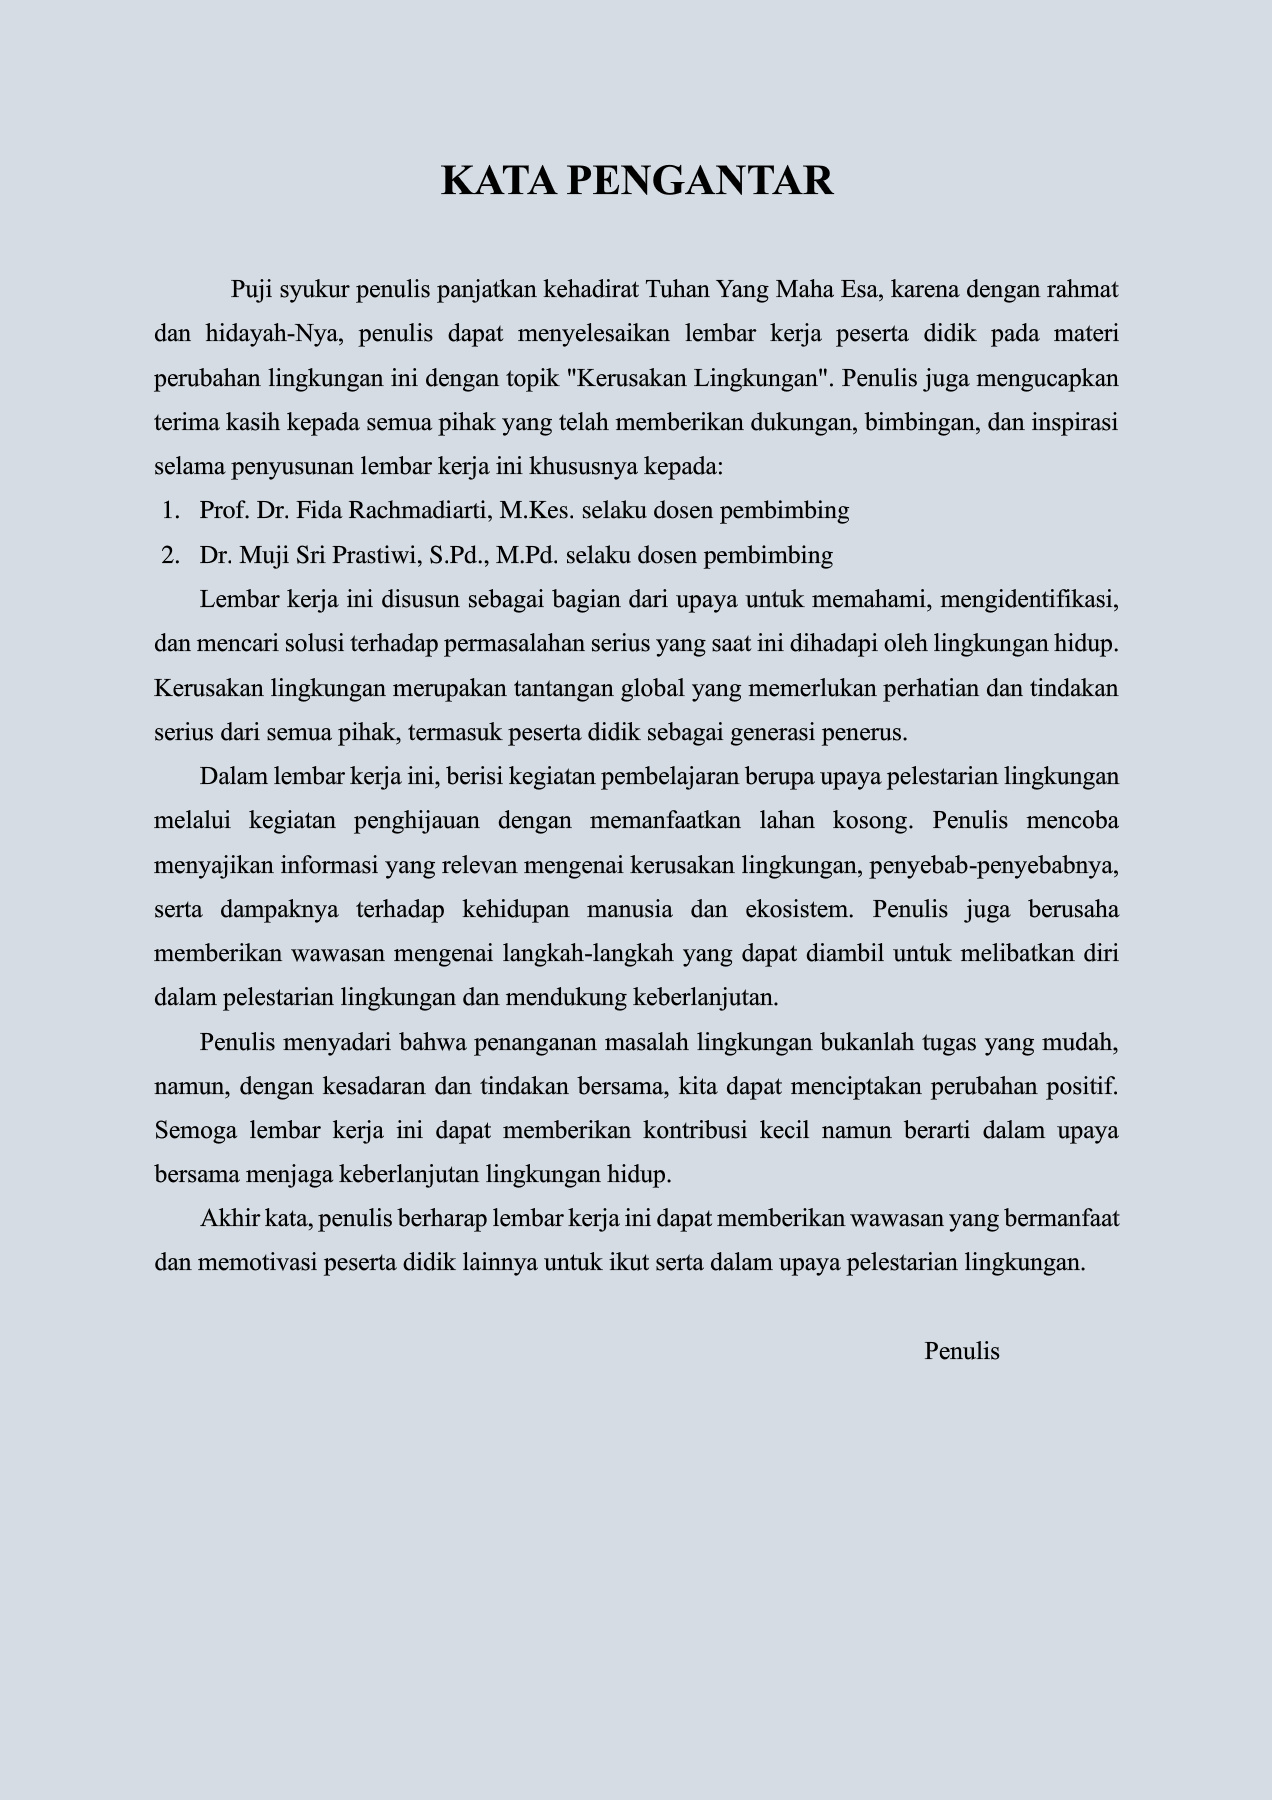 KATA PENGANTAR
Puji syukur penulis panjatkan kehadirat Tuhan Yang Maha Esa, karena dengan rahmat
dan hidayah-Nya, penulis dapat menyelesaikan lembar kerja peserta didik pada materi
perubahan lingkungan ini dengan topik "Kerusakan Lingkungan". Penulis juga mengucapkan
terima kasih kepada semua pihak yang telah memberikan dukungan, bimbingan, dan inspirasi
selama penyusunan lembar kerja ini khususnya kepada:
1. Prof. Dr. Fida Rachmadiarti, M.Kes. selaku dosen pembimbing
2. Dr. Muji Sri Prastiwi, S.Pd., M.Pd. selaku dosen pembimbing
Lembar kerja ini disusun sebagai bagian dari upaya untuk memahami, mengidentifikasi,
dan mencari solusi terhadap permasalahan serius yang saat ini dihadapi oleh lingkungan hidup.
Kerusakan lingkungan merupakan tantangan global yang memerlukan perhatian dan tindakan
serius dari semua pihak, termasuk peserta didik sebagai generasi penerus.
Dalam lembar kerja ini, berisi kegiatan pembelajaran berupa upaya pelestarian lingkungan
melalui kegiatan penghijauan dengan memanfaatkan lahan kosong. Penulis mencoba
menyajikan informasi yang relevan mengenai kerusakan lingkungan, penyebab-penyebabnya,
serta dampaknya terhadap kehidupan manusia dan ekosistem. Penulis juga berusaha
memberikan wawasan mengenai langkah-langkah yang dapat diambil untuk melibatkan diri
dalam pelestarian lingkungan dan mendukung keberlanjutan.
Penulis menyadari bahwa penanganan masalah lingkungan bukanlah tugas yang mudah,
namun, dengan kesadaran dan tindakan bersama, kita dapat menciptakan perubahan positif.
Semoga lembar kerja ini dapat memberikan kontribusi kecil namun berarti dalam upaya
bersama menjaga keberlanjutan lingkungan hidup.
Akhir kata, penulis berharap lembar kerja ini dapat memberikan wawasan yang bermanfaat
dan memotivasi peserta didik lainnya untuk ikut serta dalam upaya pelestarian lingkungan.
Penulis